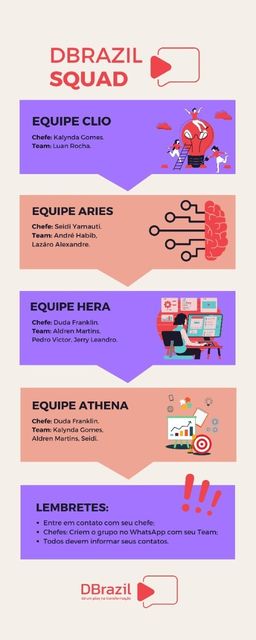 DBRAZIL
SQUAD
EQUIPE CLIO
Chefe: Kalynda Gomes.
Team: Luan Rocha.
EQUIPE ARIES
Chefe: Seidi Yamauti.
Team: André Habib,
Lazáro Alexandre.
EQUIPE HERA
Chefe: Duda Franklin.
Team: Aldren Martins,
Pedro Victor, Jerry Leandro.
EQUIPE ATHENA
Chefe: Duda Franklin.
Team: Kalynda Gomes,
Aldren Martins, Seidi.
LEMBRETES:
• Entre em contato com seu chefe;
• Chefes: Criem o grupo no WhatsApp com seu Team;
• Todos devem informar seus contatos.
DBrazil